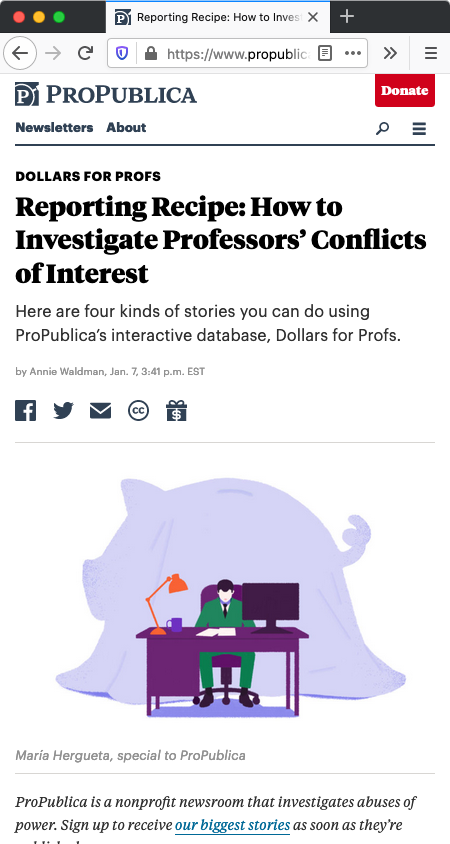 Reporting Recipe: How to Inves
https://www.propublic
PROPUBLICA
Donate
Newsletters About
DOLLARS FOR PROFS
Reporting Recipe: How to
Investigate Professors’ Conflicts
of Interest
Here are four kinds of stories you can do using
ProPublica’s interactive database, Dollars for Profs.
by Annie Waldman, Jan. 7, 3:41 p.m. EST
cc
María Hergueta, special to ProPublica
ProPublica is a nonprofit newsroom that investigates abuses of
power. Sign up to receive our biggest stories as soon as they’re